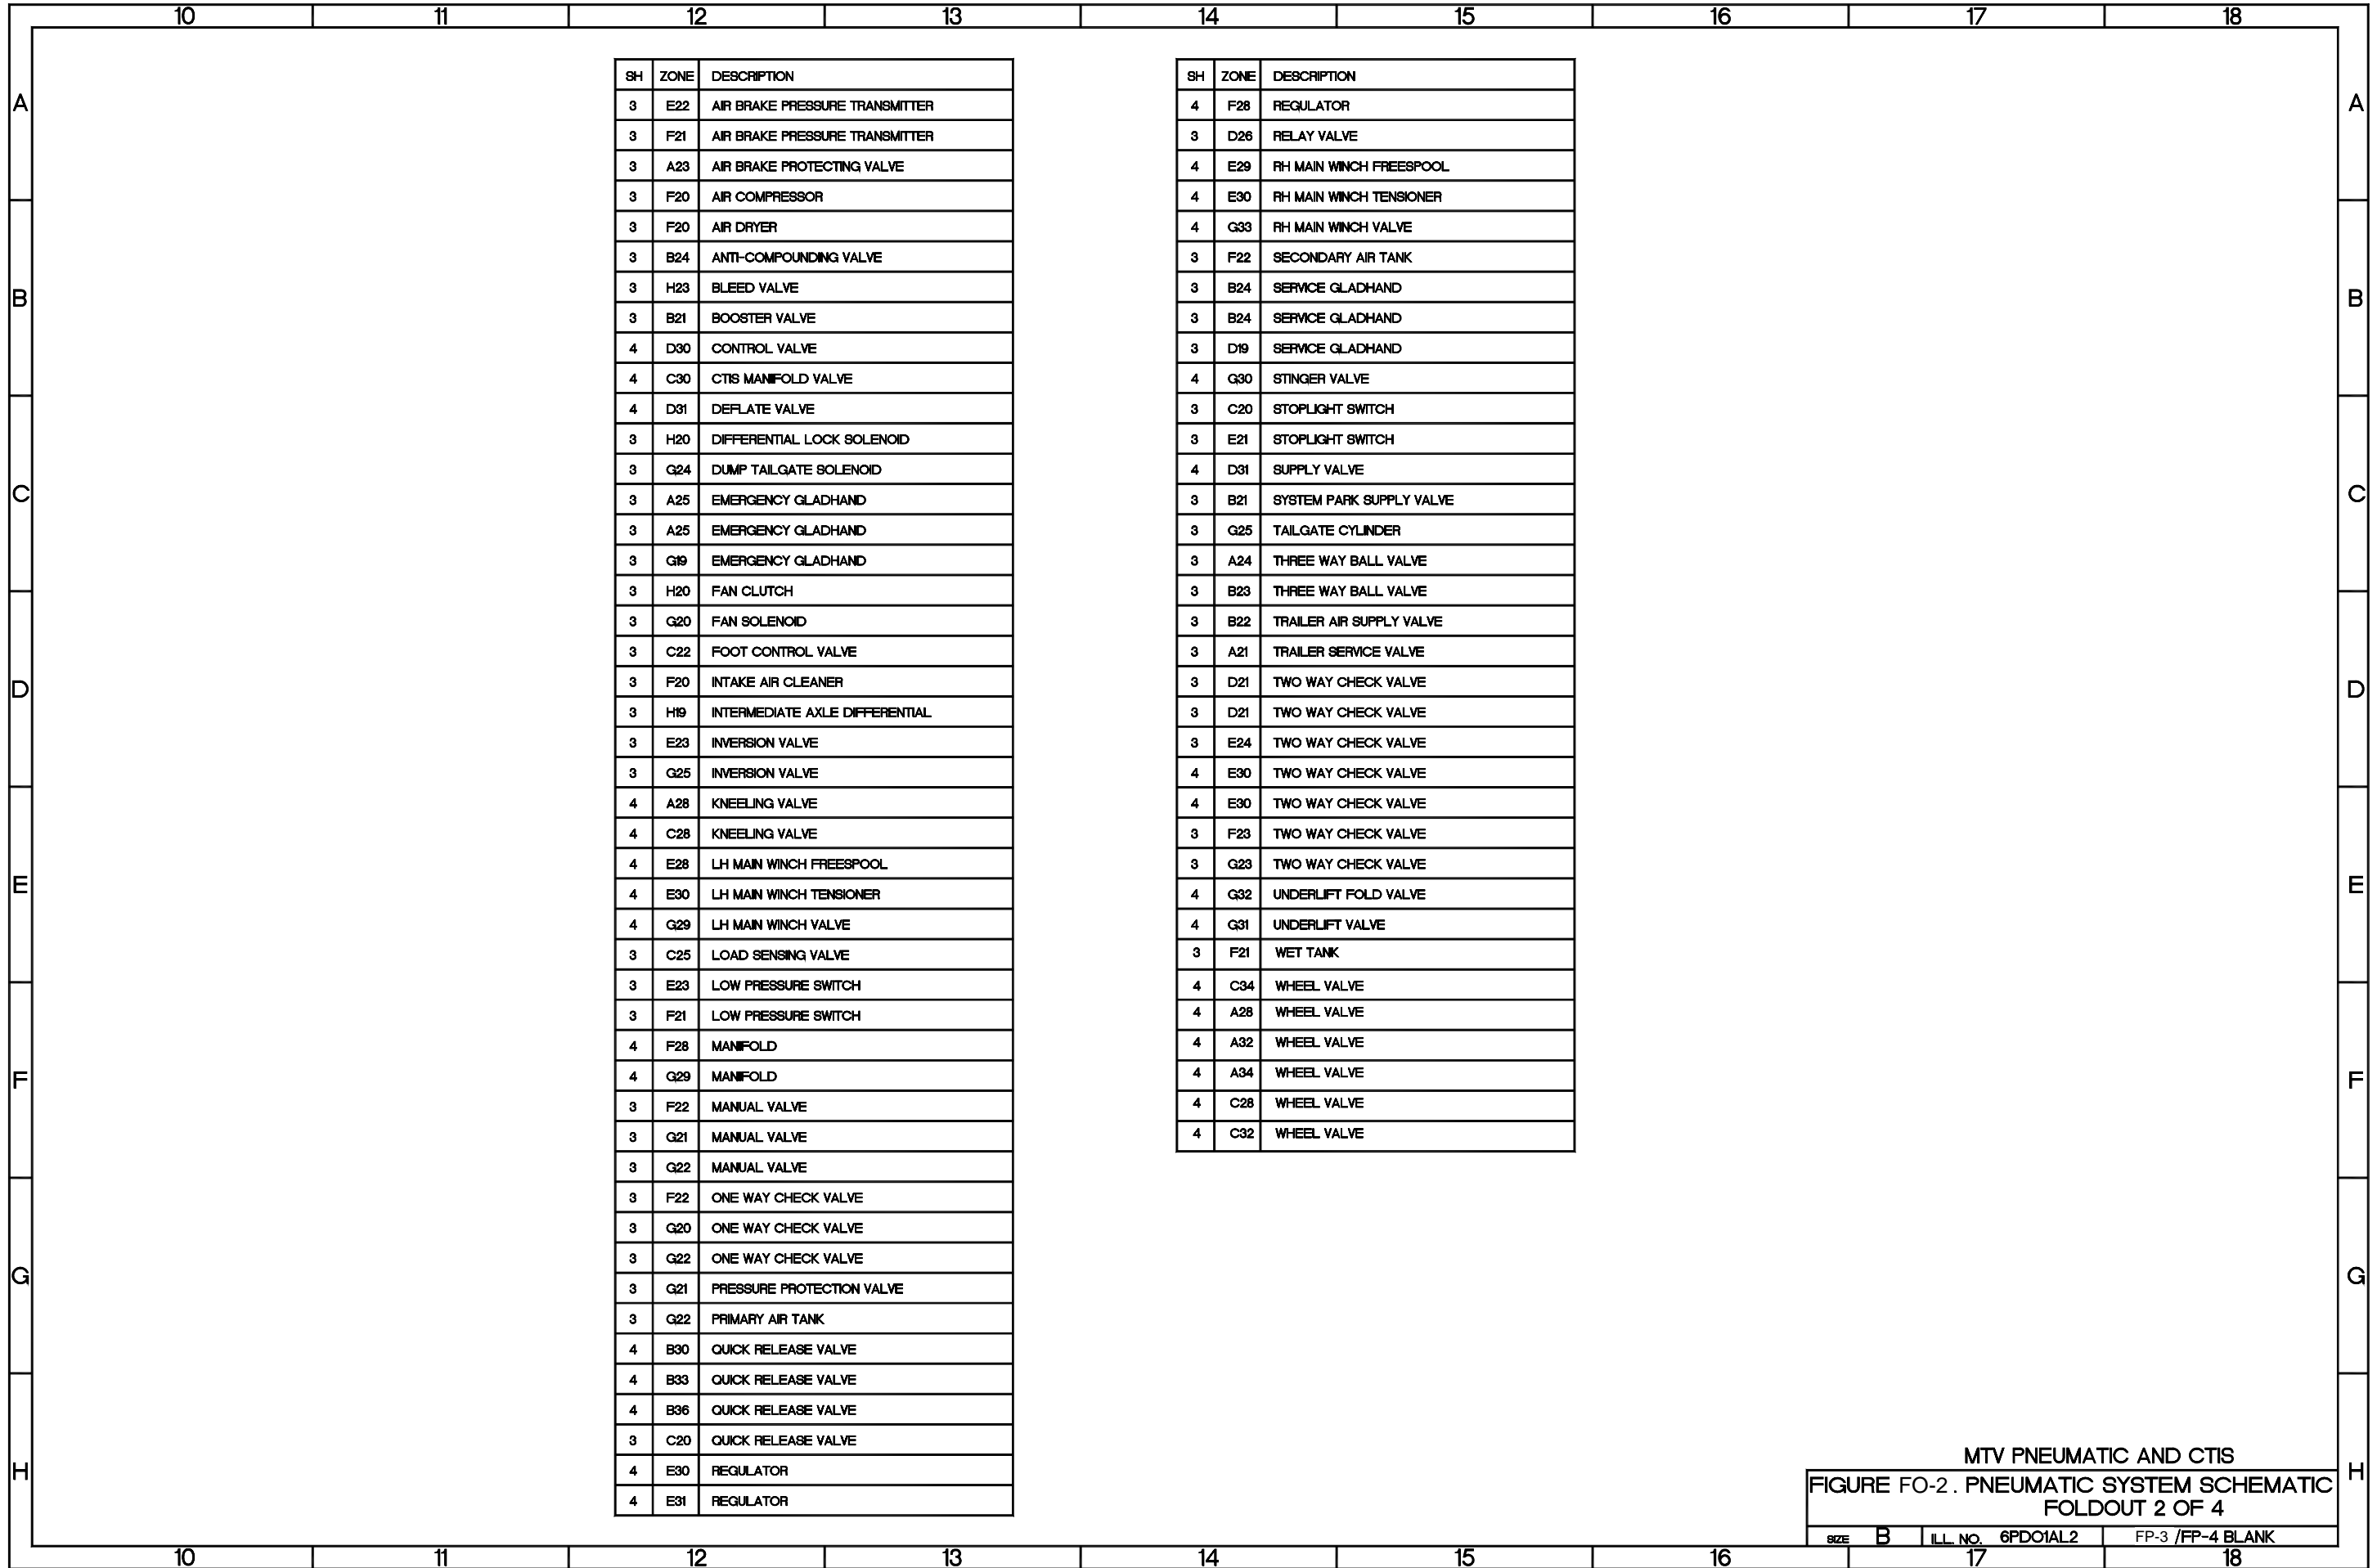 10 11 12 13 14 15 16 17 18
A
B
C
D
E
F
G
H
SH ZONE DESCRIPTION
3 E22 AIR BRAKE PRESSURE TRANSMITTER
3 F21 AIR BRAKE PRESSURE TRANSMITTER
3 A23 AIR BRAKE PROTECTING VALVE
3 F20 AIR COMPRESSOR
3 F20 AIR DRYER
3 B24 ANTI-COMPOUNDING VALVE
3 H23 BLEED VALVE
3 B21 BOOSTER VALVE
4 D30 CONTROL VALVE
4 C30 CTIS MANIFOLD VALVE
4 D31 DEFLATE VALVE
3 H20 DIFFERENTIAL LOCK SOLENOID
3 G24 DUMP TAILGATE SOLENOID
3 A25 EMERGENCY GLADHAND
3 A25 EMERGENCY GLADHAND
3 G19 EMERGENCY GLADHAND
3 H20 FAN CLUTCH
3 G20 FAN SOLENOID
3 C22 FOOT CONTROL VALVE
3 F20 INTAKE AIR CLEANER
3 H19 INTERMEDIATE AXLE DIFFERENTIAL
3 E23 INVERSION VALVE
3 G25 INVERSION VALVE
4 A28 KNEELING VALVE
4 C28 KNEELING VALVE
4 E28 LH MAIN WINCH FREESPOOL
4 E30 LH MAIN WINCH TENSIONER
4 G29 LH MAIN WINCH VALVE
3 C25 LOAD SENSING VALVE
3 E23 LOW PRESSURE SWITCH
3 F21 LOW PRESSURE SWITCH
4 F28 MANIFOLD
4 G29 MANIFOLD
3 F22 MANUAL VALVE
3 G21 MANUAL VALVE
3 G22 MANUAL VALVE
3 F22 ONE WAY CHECK VALVE
3 G20 ONE WAY CHECK VALVE
3 G22 ONE WAY CHECK VALVE
3 G21 PRESSURE PROTECTION VALVE
3 G22 PRIMARY AIR TANK
4 B30 QUICK RELEASE VALVE
4 B33 QUICK RELEASE VALVE
4 B36 QUICK RELEASE VALVE
3 C20 QUICK RELEASE VALVE
4 E30 REGULATOR
4 E31 REGULATOR
SH ZONE DESCRIPTION
4 F28 REGULATOR
3 D26 RELAY VALVE
4 E29 RH MAIN WINCH FREESPOOL
4 E30 RH MAIN WINCH TENSIONER
4 G33 RH MAIN WINCH VALVE
3 F22 SECONDARY AIR TANK
3 B24 SERVICE GLADHAND
3 B24 SERVICE GLADHAND
3 D19 SERVICE GLADHAND
4 G30 STINGER VALVE
3 C20 STOPLIGHT SWITCH
3 E21 STOPLIGHT SWITCH
4 D31 SUPPLY VALVE
3 B21 SYSTEM PARK SUPPLY VALVE
3 G25 TAILGATE CYLINDER
3 A24 THREE WAY BALL VALVE
3 B23 THREE WAY BALL VALVE
3 B22 TRAILER AIR SUPPLY VALVE
3 A21 TRAILER SERVICE VALVE
3 D21 TWO WAY CHECK VALVE
3 D21 TWO WAY CHECK VALVE
3 E24 TWO WAY CHECK VALVE
4 E30 TWO WAY CHECK VALVE
4 E30 TWO WAY CHECK VALVE
3 F23 TWO WAY CHECK VALVE
3 G23 TWO WAY CHECK VALVE
4 G32 UNDERLIFT FOLD VALVE
4 G31 UNDERLIFT VALVE
3 F21 WET TANK
4 C34 WHEEL VALVE
4 A28 WHEEL VALVE
4 A32 WHEEL VALVE
4 A34 WHEEL VALVE
4 C28 WHEEL VALVE
4 C32 WHEEL VALVE
A
B
C
D
E
F
G
H
MTV PNEUMATIC AND CTIS
FIGURE FO-2. PNEUMATIC SYSTEM SCHEMATIC
FOLDOUT 2 OF 4
SIZE B ILL. NO. 6PDO1AL2 FP-3 /FP-4 BLANK
10 11 12 13 14 15 16 17 18